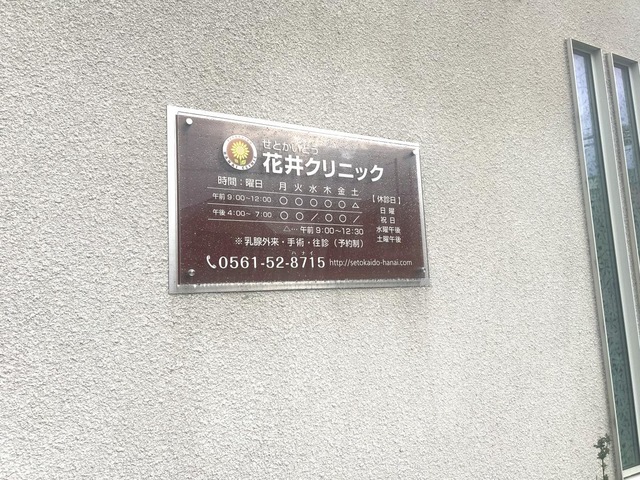 せとかいどう
花井クリニック
時間:曜日 月 火 水 木 金 土
午前 9:00〜12:00 ○ ○ ○ ○ ○ △
午後 4:00〜 7:00 ○ ○ / ○ ○ /
△… 午前 9:00〜12:30
【休診日】
日 曜
祝 日
水曜午後
土曜午後
※乳腺外来・手術・往診(予約制)
ハナイ
0561-52-8715 http://setokaido-hanai.com